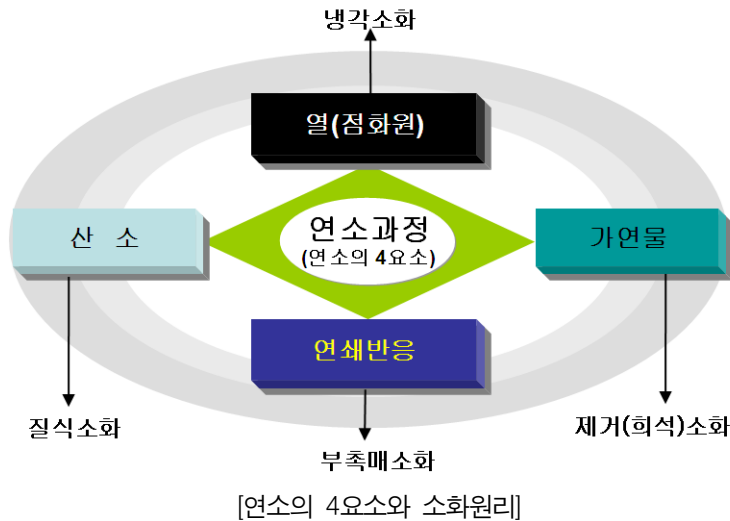 냉각소화
열(점화원)
산 소
연소과정
(연소의 4요소)
가연물
연쇄반응
질식소화
부촉매소화
제거(희석)소화
[연소의 4요소와 소화원리]